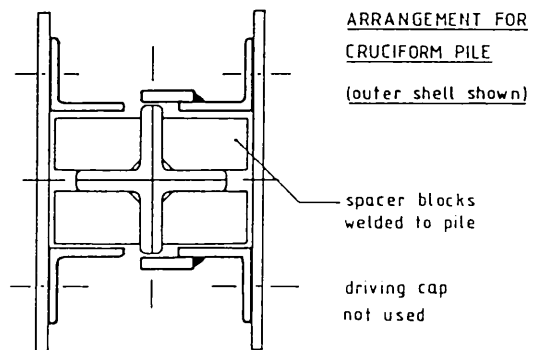 ARRANGEMENT FOR
CRUCIFORM PILE
(outer shell shown)
spacer blocks
welded to pile
driving cap
not used